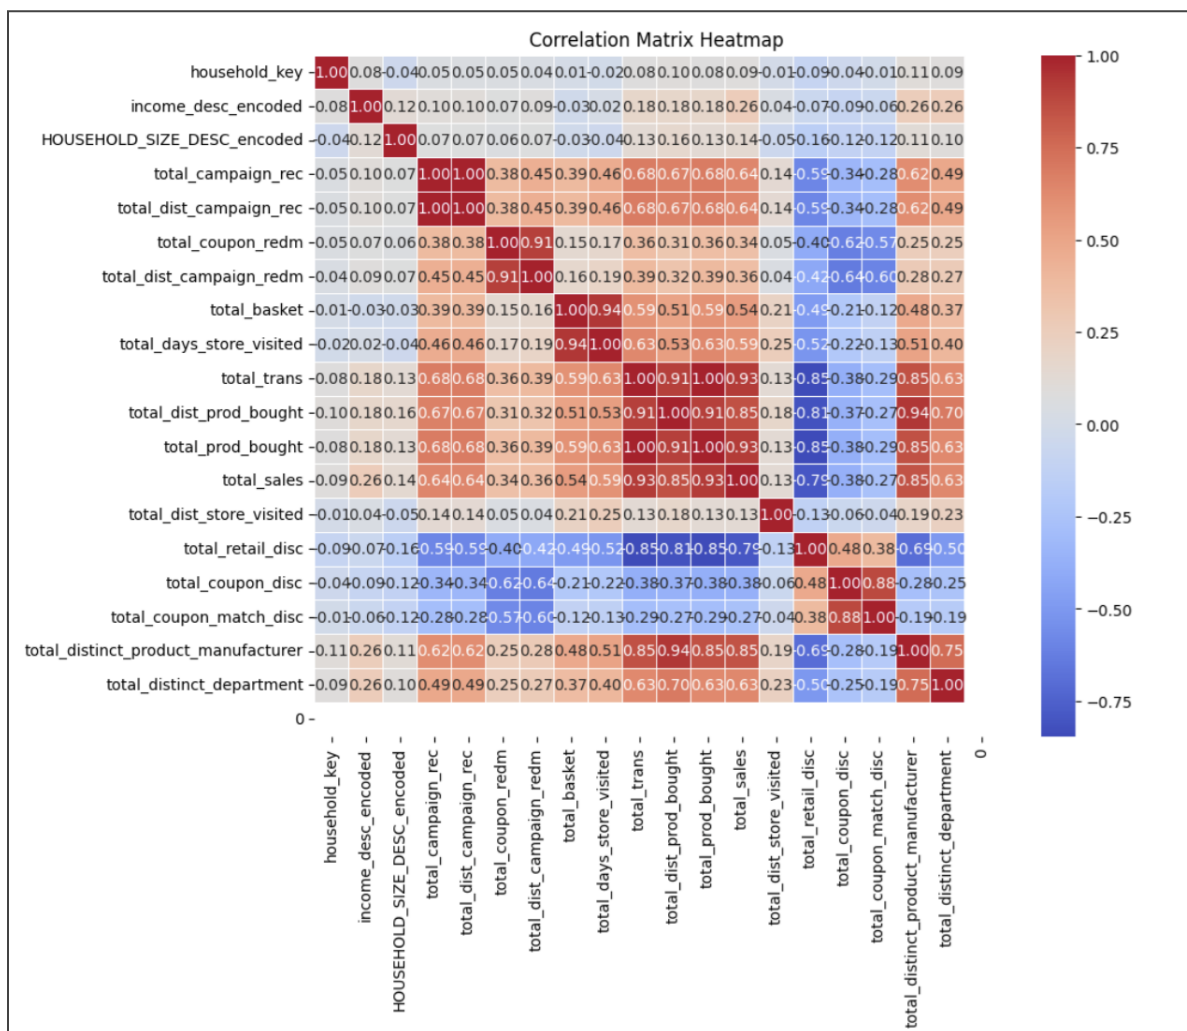 Correlation Matrix Heatmap
household_key 1.00 0.08 -0.04 0.05 0.05 0.05 0.04 0.01 -0.02 0.08 0.10 0.08 0.09 -0.01 -0.09 -0.04 -0.01 0.11 0.09
income_desc_encoded 0.08 1.00 0.12 0.10 0.10 0.07 0.09 -0.03 0.02 0.18 0.18 0.18 0.26 0.04 -0.07 -0.09 -0.06 0.26 0.26
HOUSEHOLD_SIZE_DESC_encoded -0.04 0.12 1.00 0.07 0.07 0.06 0.07 -0.03 -0.04 0.13 0.16 0.13 0.14 -0.05 -0.16 -0.12 -0.12 0.11 0.10
total_campaign_rec 0.05 0.10 0.07 1.00 1.00 0.38 0.45 0.39 0.46 0.68 0.67 0.68 0.64 0.14 -0.59 -0.34 -0.28 0.62 0.49
total_dist_campaign_rec 0.05 0.10 0.07 1.00 1.00 0.38 0.45 0.39 0.46 0.68 0.67 0.68 0.64 0.14 -0.59 -0.34 -0.28 0.62 0.49
total_coupon_redm 0.05 0.07 0.06 0.38 0.38 1.00 0.91 0.15 0.17 0.36 0.31 0.36 0.34 0.05 -0.40 -0.62 -0.57 0.25 0.25
total_dist_campaign_redm 0.04 0.09 0.07 0.45 0.45 0.91 1.00 0.16 0.19 0.39 0.32 0.39 0.36 0.04 -0.42 -0.64 -0.60 0.28 0.27
total_basket 0.01 -0.03 -0.03 0.39 0.39 0.15 0.16 1.00 0.94 0.59 0.51 0.59 0.54 0.21 -0.49 -0.21 -0.12 0.48 0.37
total_days_store_visited -0.02 0.02 -0.04 0.46 0.46 0.17 0.19 0.94 1.00 0.63 0.53 0.63 0.59 0.25 -0.52 -0.22 -0.13 0.51 0.40
total_trans 0.08 0.18 0.13 0.68 0.68 0.36 0.39 0.59 0.63 1.00 0.91 1.00 0.93 0.13 -0.85 -0.38 -0.29 0.85 0.63
total_dist_prod_bought 0.10 0.18 0.16 0.67 0.67 0.31 0.32 0.51 0.53 0.91 1.00 0.91 0.85 0.18 -0.81 -0.37 -0.27 0.94 0.70
total_prod_bought 0.08 0.18 0.13 0.68 0.68 0.36 0.39 0.59 0.63 1.00 0.91 1.00 0.93 0.13 -0.85 -0.38 -0.29 0.85 0.63
total_sales 0.09 0.26 0.14 0.64 0.64 0.34 0.36 0.54 0.59 0.93 0.85 0.93 1.00 0.13 -0.79 -0.38 -0.27 0.85 0.63
total_dist_store_visited -0.01 0.04 -0.05 0.14 0.14 0.05 0.04 0.21 0.25 0.13 0.18 0.13 0.13 1.00 -0.13 -0.06 -0.04 0.19 0.23
total_retail_disc -0.09 -0.07 -0.16 -0.59 -0.59 -0.40 -0.42 -0.49 -0.52 -0.85 -0.81 -0.85 -0.79 -0.13 1.00 0.48 0.38 -0.69 -0.50
total_coupon_disc -0.04 -0.09 -0.12 -0.34 -0.34 -0.62 -0.64 -0.21 -0.22 -0.38 -0.37 -0.38 -0.38 -0.06 0.48 1.00 0.88 -0.28 -0.25
total_coupon_match_disc -0.01 -0.06 -0.12 -0.28 -0.28 -0.57 -0.60 -0.12 -0.13 -0.29 -0.27 -0.29 -0.27 -0.04 0.38 0.88 1.00 -0.19 -0.19
total_distinct_product_manufacturer 0.11 0.26 0.11 0.62 0.62 0.25 0.28 0.48 0.51 0.85 0.94 0.85 0.85 0.19 -0.69 -0.28 -0.19 1.00 0.75
total_distinct_department 0.09 0.26 0.10 0.49 0.49 0.25 0.27 0.37 0.40 0.63 0.70 0.63 0.63 0.23 -0.50 -0.25 -0.19 0.75 1.00
0
household_key
income_desc_encoded
HOUSEHOLD_SIZE_DESC_encoded
total_campaign_rec
total_dist_campaign_rec
total_coupon_redm
total_dist_campaign_redm
total_basket
total_days_store_visited
total_trans
total_dist_prod_bought
total_prod_bought
total_sales
total_dist_store_visited
total_retail_disc
total_coupon_disc
total_coupon_match_disc
total_distinct_product_manufacturer
total_distinct_department
0
1.00
0.75
0.50
0.25
0.00
−0.25
−0.50
−0.75